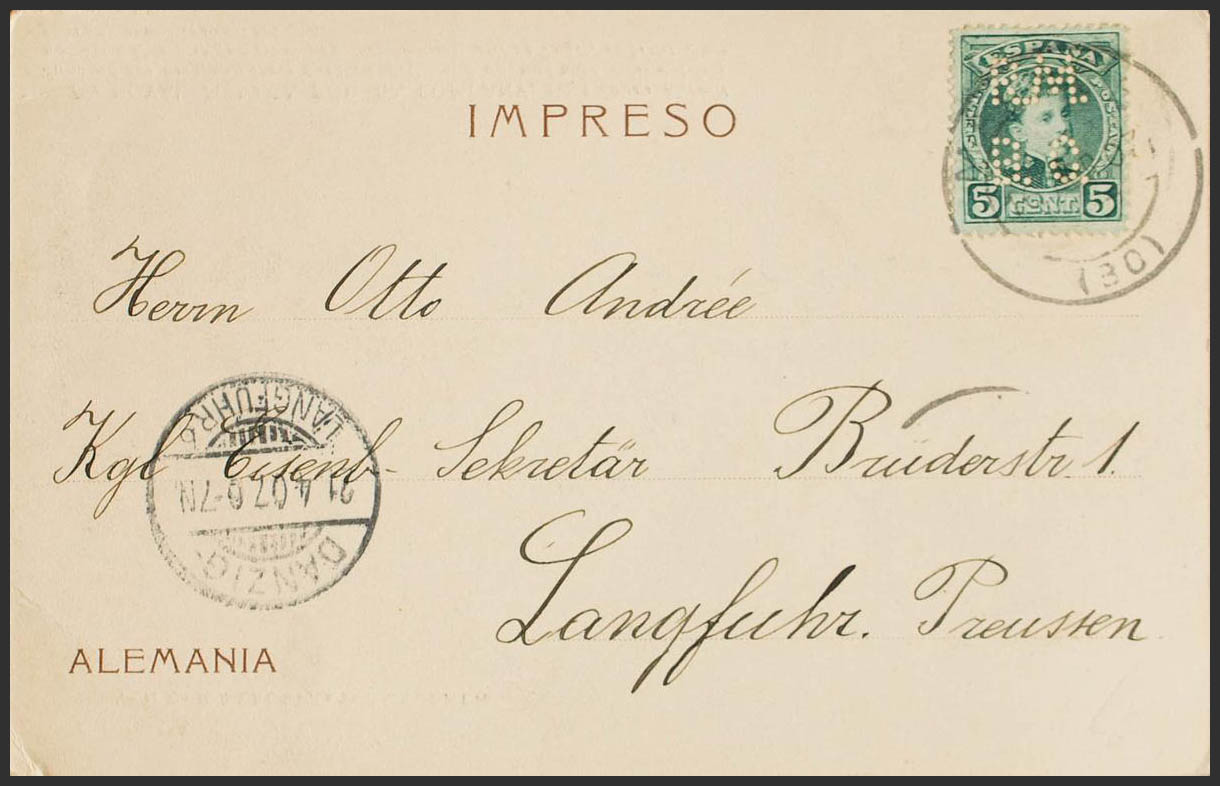 IMPRESO
ESPAÑA
5 CENT. 5
(30)
Herrn Otto Andrée
Kgl Eisenb- Sekretär Brüderstr 1.
Langfuhr. Preussen
LANGFUHR
21.4.07.6-7N.
DANZIG-
ALEMANIA